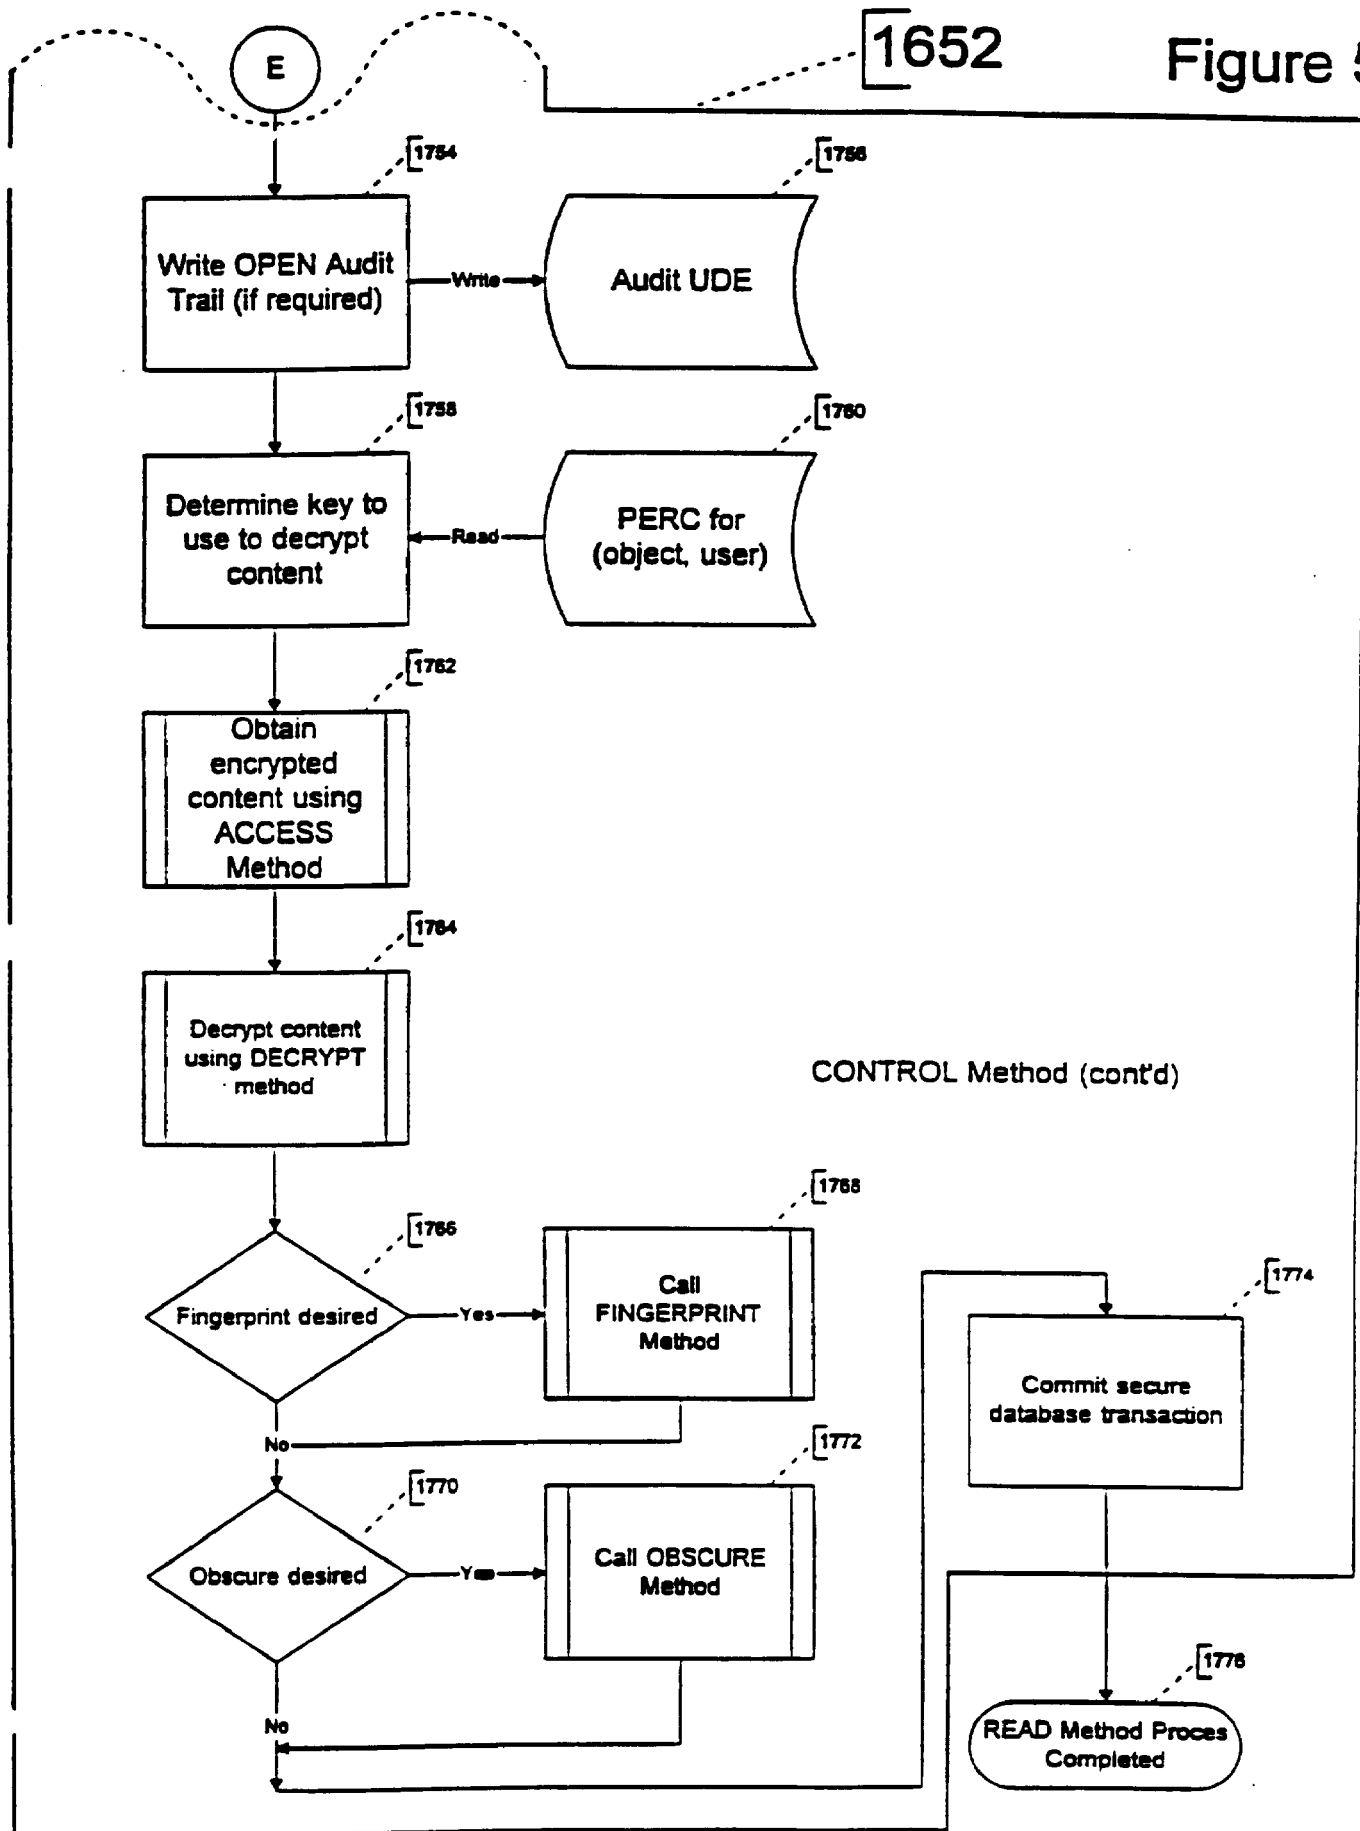 1652
Figure 5
E
1754
1756
Write OPEN Audit
Trail (if required)
Write
Audit UDE
1758
1760
Determine key to
use to decrypt
content
Read
PERC for
(object, user)
1762
Obtain
encrypted
content using
ACCESS
Method
1764
Decrypt content
using DECRYPT
method
CONTROL Method (cont'd)
1766
1768
Fingerprint desired
Yes
Call
FINGERPRINT
Method
1774
Commit secure
database transaction
No
1770
1772
Obscure desired
Yes
Call OBSCURE
Method
No
1776
READ Method Proces
Completed